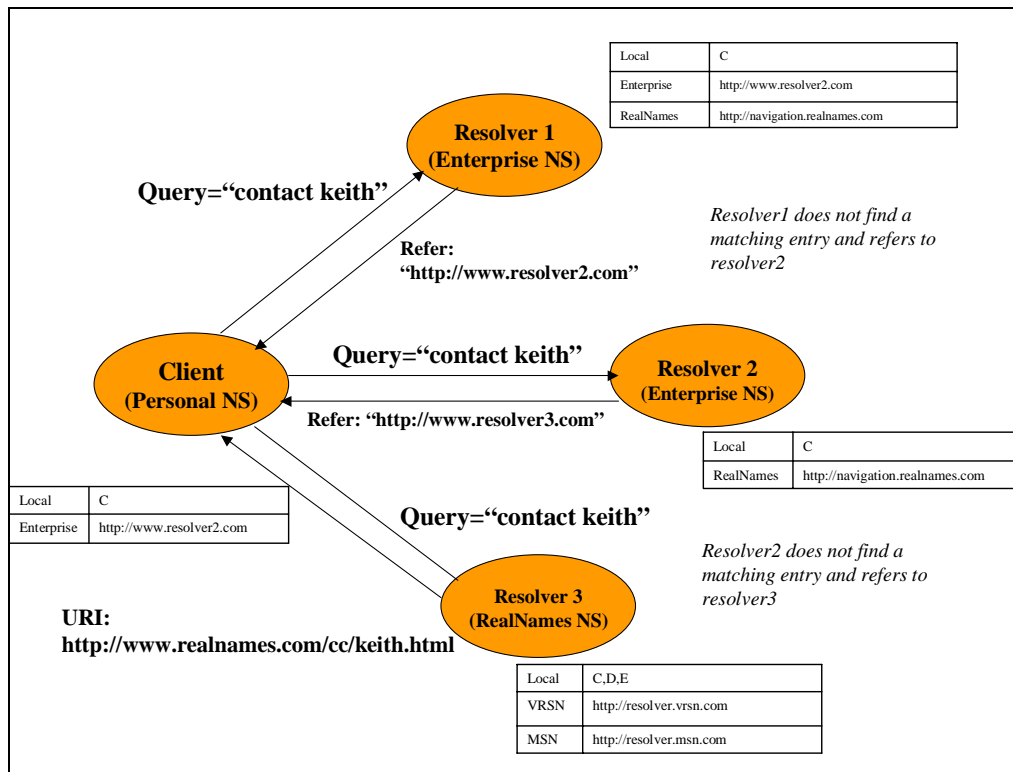 Local C
Enterprise http://www.resolver2.com
RealNames http://navigation.realnames.com
Resolver 1
(Enterprise NS)
Query=“contact keith”
Resolver1 does not find a
matching entry and refers to
resolver2
Refer:
“http://www.resolver2.com”
Client
(Personal NS)
Query=“contact keith”
Resolver 2
(Enterprise NS)
Refer: “http://www.resolver3.com”
Local C
RealNames http://navigation.realnames.com
Local C
Enterprise http://www.resolver2.com
Query=“contact keith”
Resolver2 does not find a
matching entry and refers to
resolver3
Resolver 3
(RealNames NS)
URI:
http://www.realnames.com/cc/keith.html
Local C,D,E
VRSN http://resolver.vrsn.com
MSN http://resolver.msn.com